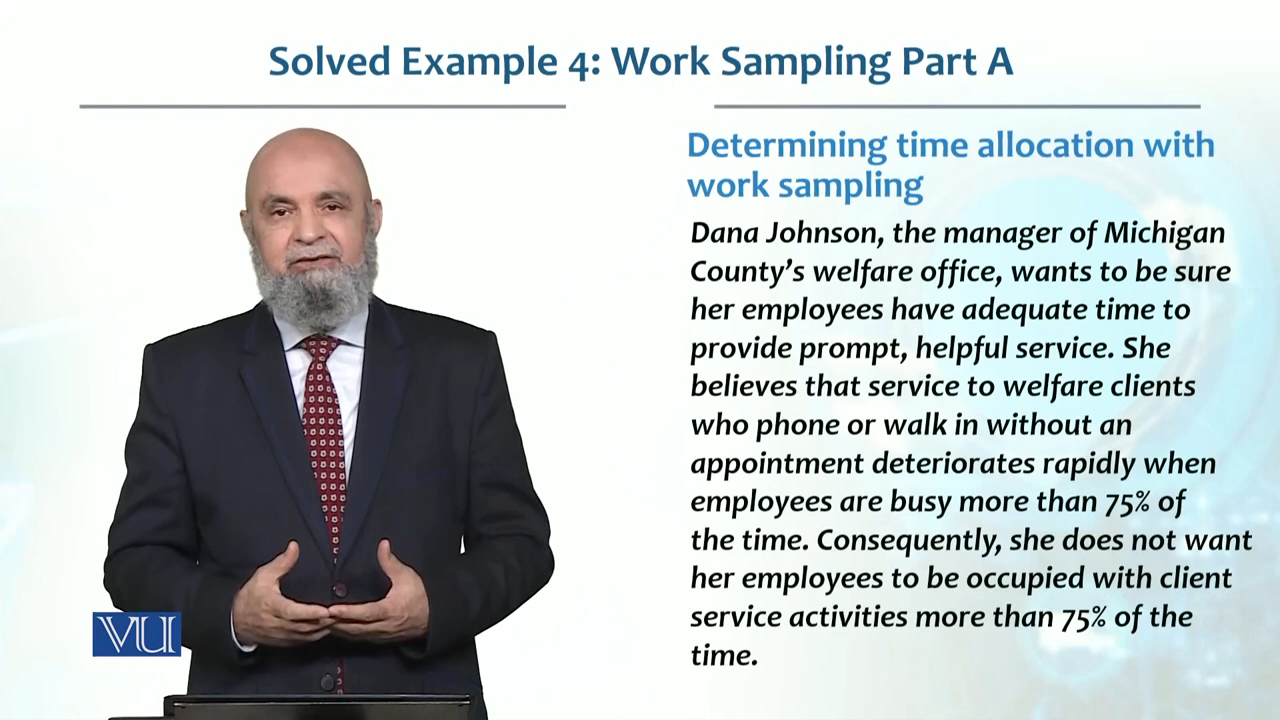 Solved Example 4: Work Sampling Part A
Determining time allocation with
work sampling
Dana Johnson, the manager of Michigan
County's welfare office, wants to be sure
her employees have adequate time to
provide prompt, helpful service. She
believes that service to welfare clients
who phone or walk in without an
appointment deteriorates rapidly when
employees are busy more than 75% of
the time. Consequently, she does not want
her employees to be occupied with client
service activities more than 75% of the
time.
VU